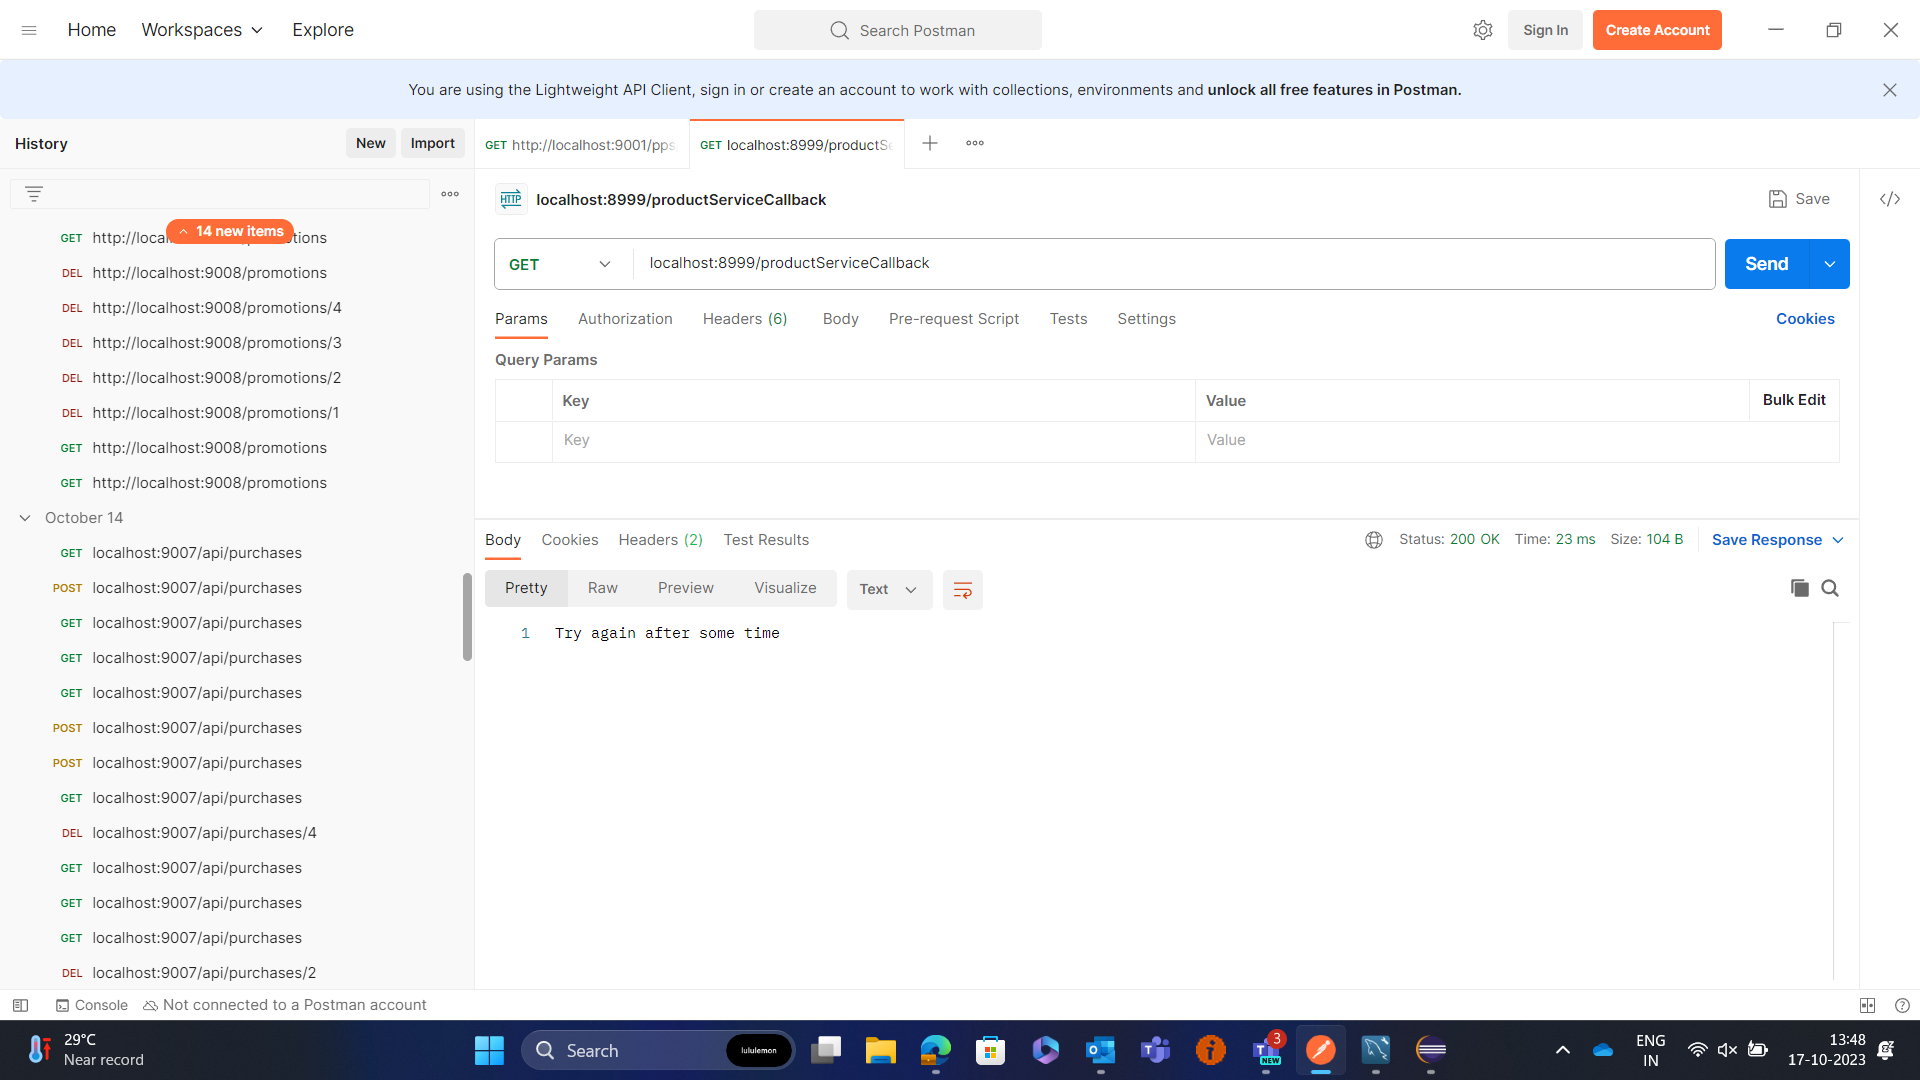 Home
Workspaces
Explore
Search Postman
Sign In
Create Account
You are using the Lightweight API Client, sign in or create an account to work with collections, environments and unlock all free features in Postman.
History
New
Import
14 new items
GET http://loca
tions
DEL http://localhost:9008/promotions
DEL http://localhost:9008/promotions/4
DEL http://localhost:9008/promotions/3
DEL http://localhost:9008/promotions/2
DEL http://localhost:9008/promotions/1
GET http://localhost:9008/promotions
GET http://localhost:9008/promotions
October 14
GET localhost:9007/api/purchases
POST localhost:9007/api/purchases
GET localhost:9007/api/purchases
GET localhost:9007/api/purchases
GET localhost:9007/api/purchases
POST localhost:9007/api/purchases
POST localhost:9007/api/purchases
GET localhost:9007/api/purchases
DEL localhost:9007/api/purchases/4
GET localhost:9007/api/purchases
GET localhost:9007/api/purchases
GET localhost:9007/api/purchases
DEL localhost:9007/api/purchases/2
GET http://localhost:9001/pps
GET localhost:8999/productSe
HTTP localhost:8999/productServiceCallback
Save
GET
localhost:8999/productServiceCallback
Send
Params
Authorization
Headers (6)
Body
Pre-request Script
Tests
Settings
Cookies
Query Params
Key
Value
Bulk Edit
Key
Value
Body
Cookies
Headers (2)
Test Results
Status: 200 OK
Time: 23 ms
Size: 104 B
Save Response
Pretty
Raw
Preview
Visualize
Text
1 Try again after some time
Console
Not connected to a Postman account
29°C
Near record
Search
lululemon
3
NEW
ENG
IN
13:48
17-10-2023